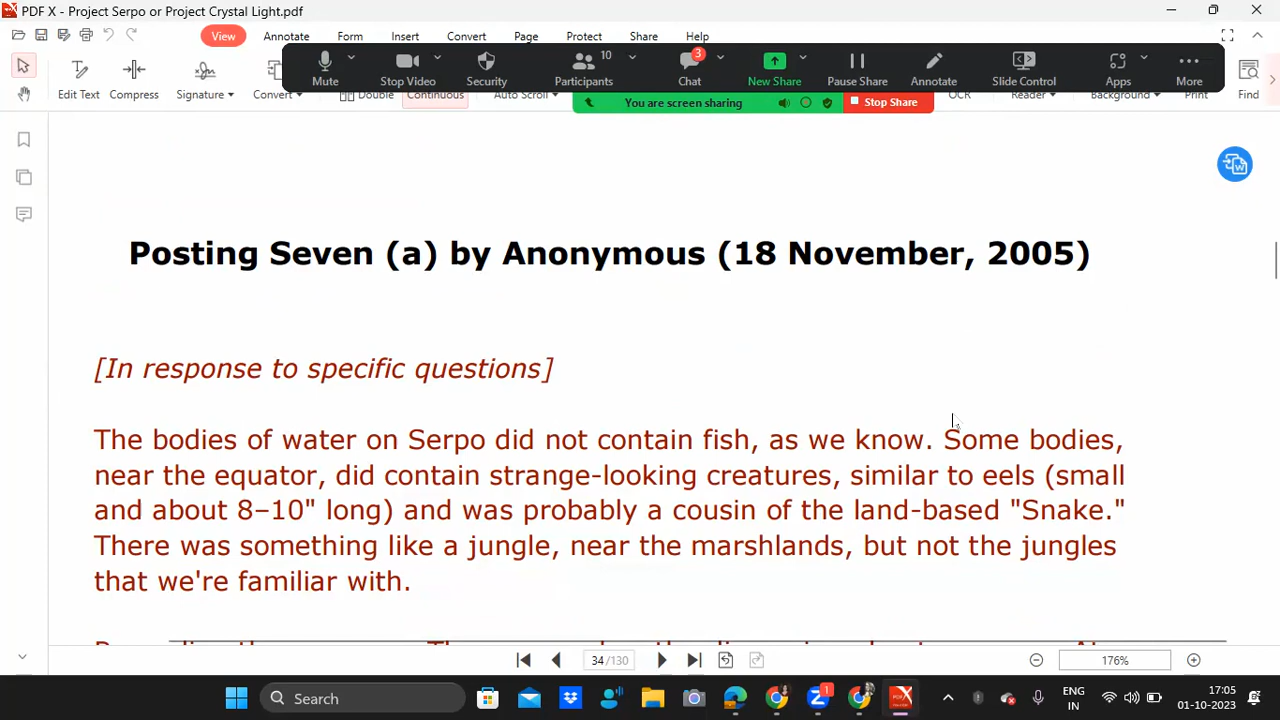 PDF X - Project Serpo or Project Crystal Light.pdf
View Annotate Form Insert Convert Page Protect Share Help
Mute Stop Video Security Participants 10 Chat 3 New Share Pause Share Annotate Slide Control Apps More
Edit Text Compress Signature Convert Double Continuous Auto Scroll OCR Reader Background Print Find
You are screen sharing Stop Share
Posting Seven (a) by Anonymous (18 November, 2005)
[In response to specific questions]
The bodies of water on Serpo did not contain fish, as we know. Some bodies,
near the equator, did contain strange-looking creatures, similar to eels (small
and about 8–10" long) and was probably a cousin of the land-based "Snake."
There was something like a jungle, near the marshlands, but not the jungles
that we're familiar with.
34 /130 176%
Search 1 ENG 17:05
IN 01-10-2023